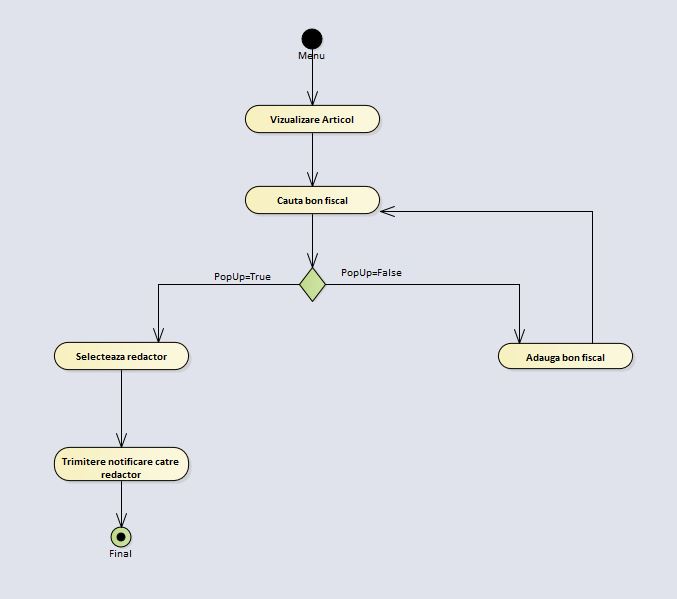 Menu
Vizualizare Articol
Cauta bon fiscal
PopUp=True
PopUp=False
Selecteaza redactor
Adauga bon fiscal
Trimitere notificare catre
redactor
Final